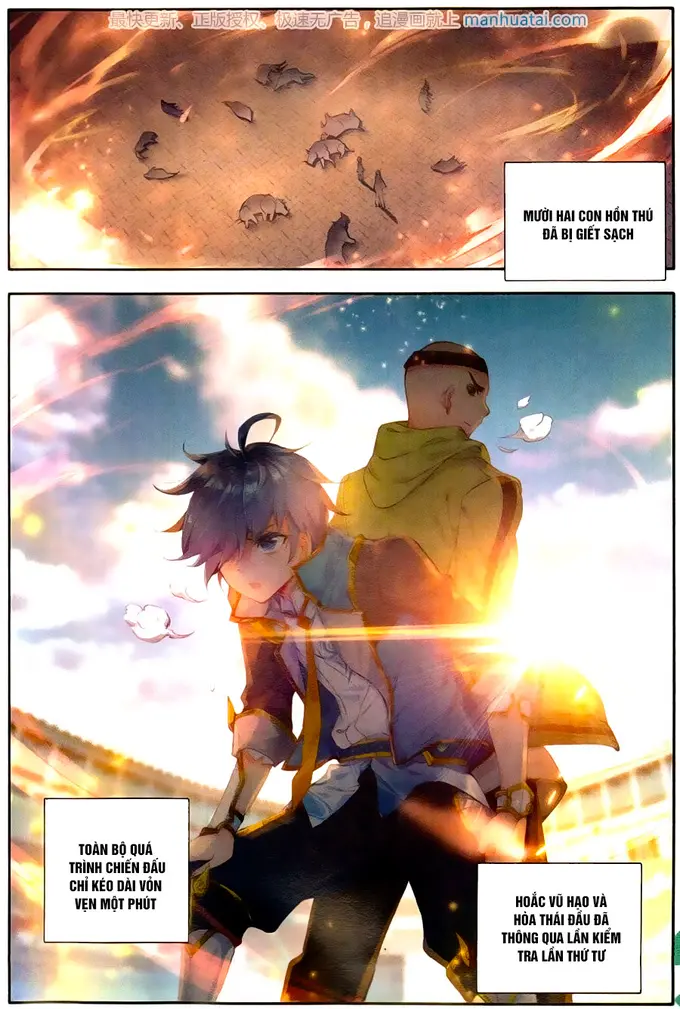 最快更新、正版授权、极速无广告，追漫画就上 manhuatai.com
MƯỜI HAI CON HỒN THÚ
ĐÃ BỊ GIẾT SẠCH
TOÀN BỘ QUÁ
TRÌNH CHIẾN ĐẤU
CHỈ KÉO DÀI VỎN
VẸN MỘT PHÚT
HOẮC VŨ HẠO VÀ
HÒA THÁI ĐẦU ĐÃ
THÔNG QUA LẦN KIỂM
TRA LẦN THỨ TƯ